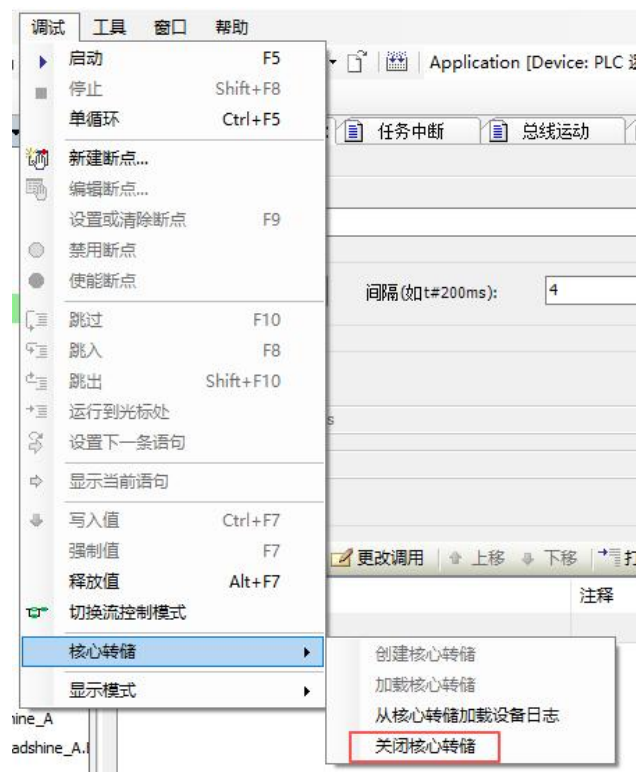 调试 工具 窗口 帮助
启动 F5
Application [Device: PLC
停止 Shift+F8
单循环 Ctrl+F5
任务中断 总线运动
新建断点...
编辑断点...
设置或清除断点 F9
禁用断点
使能断点
间隔(如t#200ms): 4
跳过 F10
跳入 F8
跳出 Shift+F10
运行到光标处
s
设置下一条语句
显示当前语句
写入值 Ctrl+F7
强制值 F7
更改调用 上移 下移
释放值 Alt+F7
注释
切换流控制模式
核心转储
创建核心转储
加载核心转储
显示模式
从核心转储加载设备日志
关闭核心转储
nine_A
adshine_A.